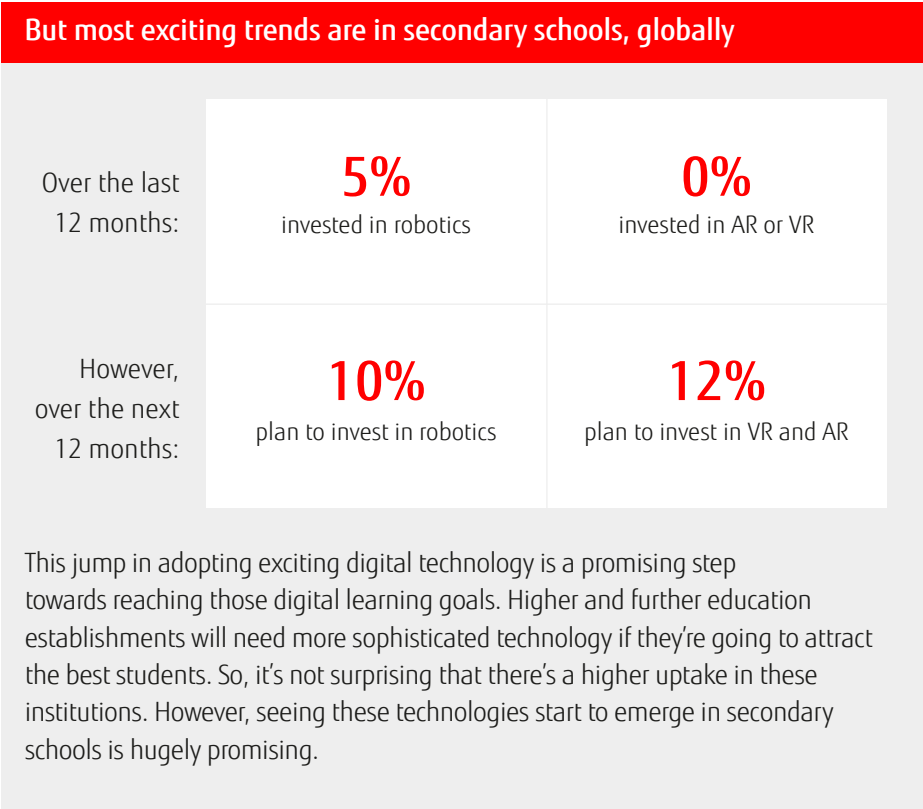 But most exciting trends are in secondary schools, globally
Over the last
12 months:
5%
invested in robotics
0%
invested in AR or VR
However,
over the next
12 months:
10%
plan to invest in robotics
12%
plan to invest in VR and AR
This jump in adopting exciting digital technology is a promising step
towards reaching those digital learning goals. Higher and further education
establishments will need more sophisticated technology if they’re going to attract
the best students. So, it’s not surprising that there’s a higher uptake in these
institutions. However, seeing these technologies start to emerge in secondary
schools is hugely promising.